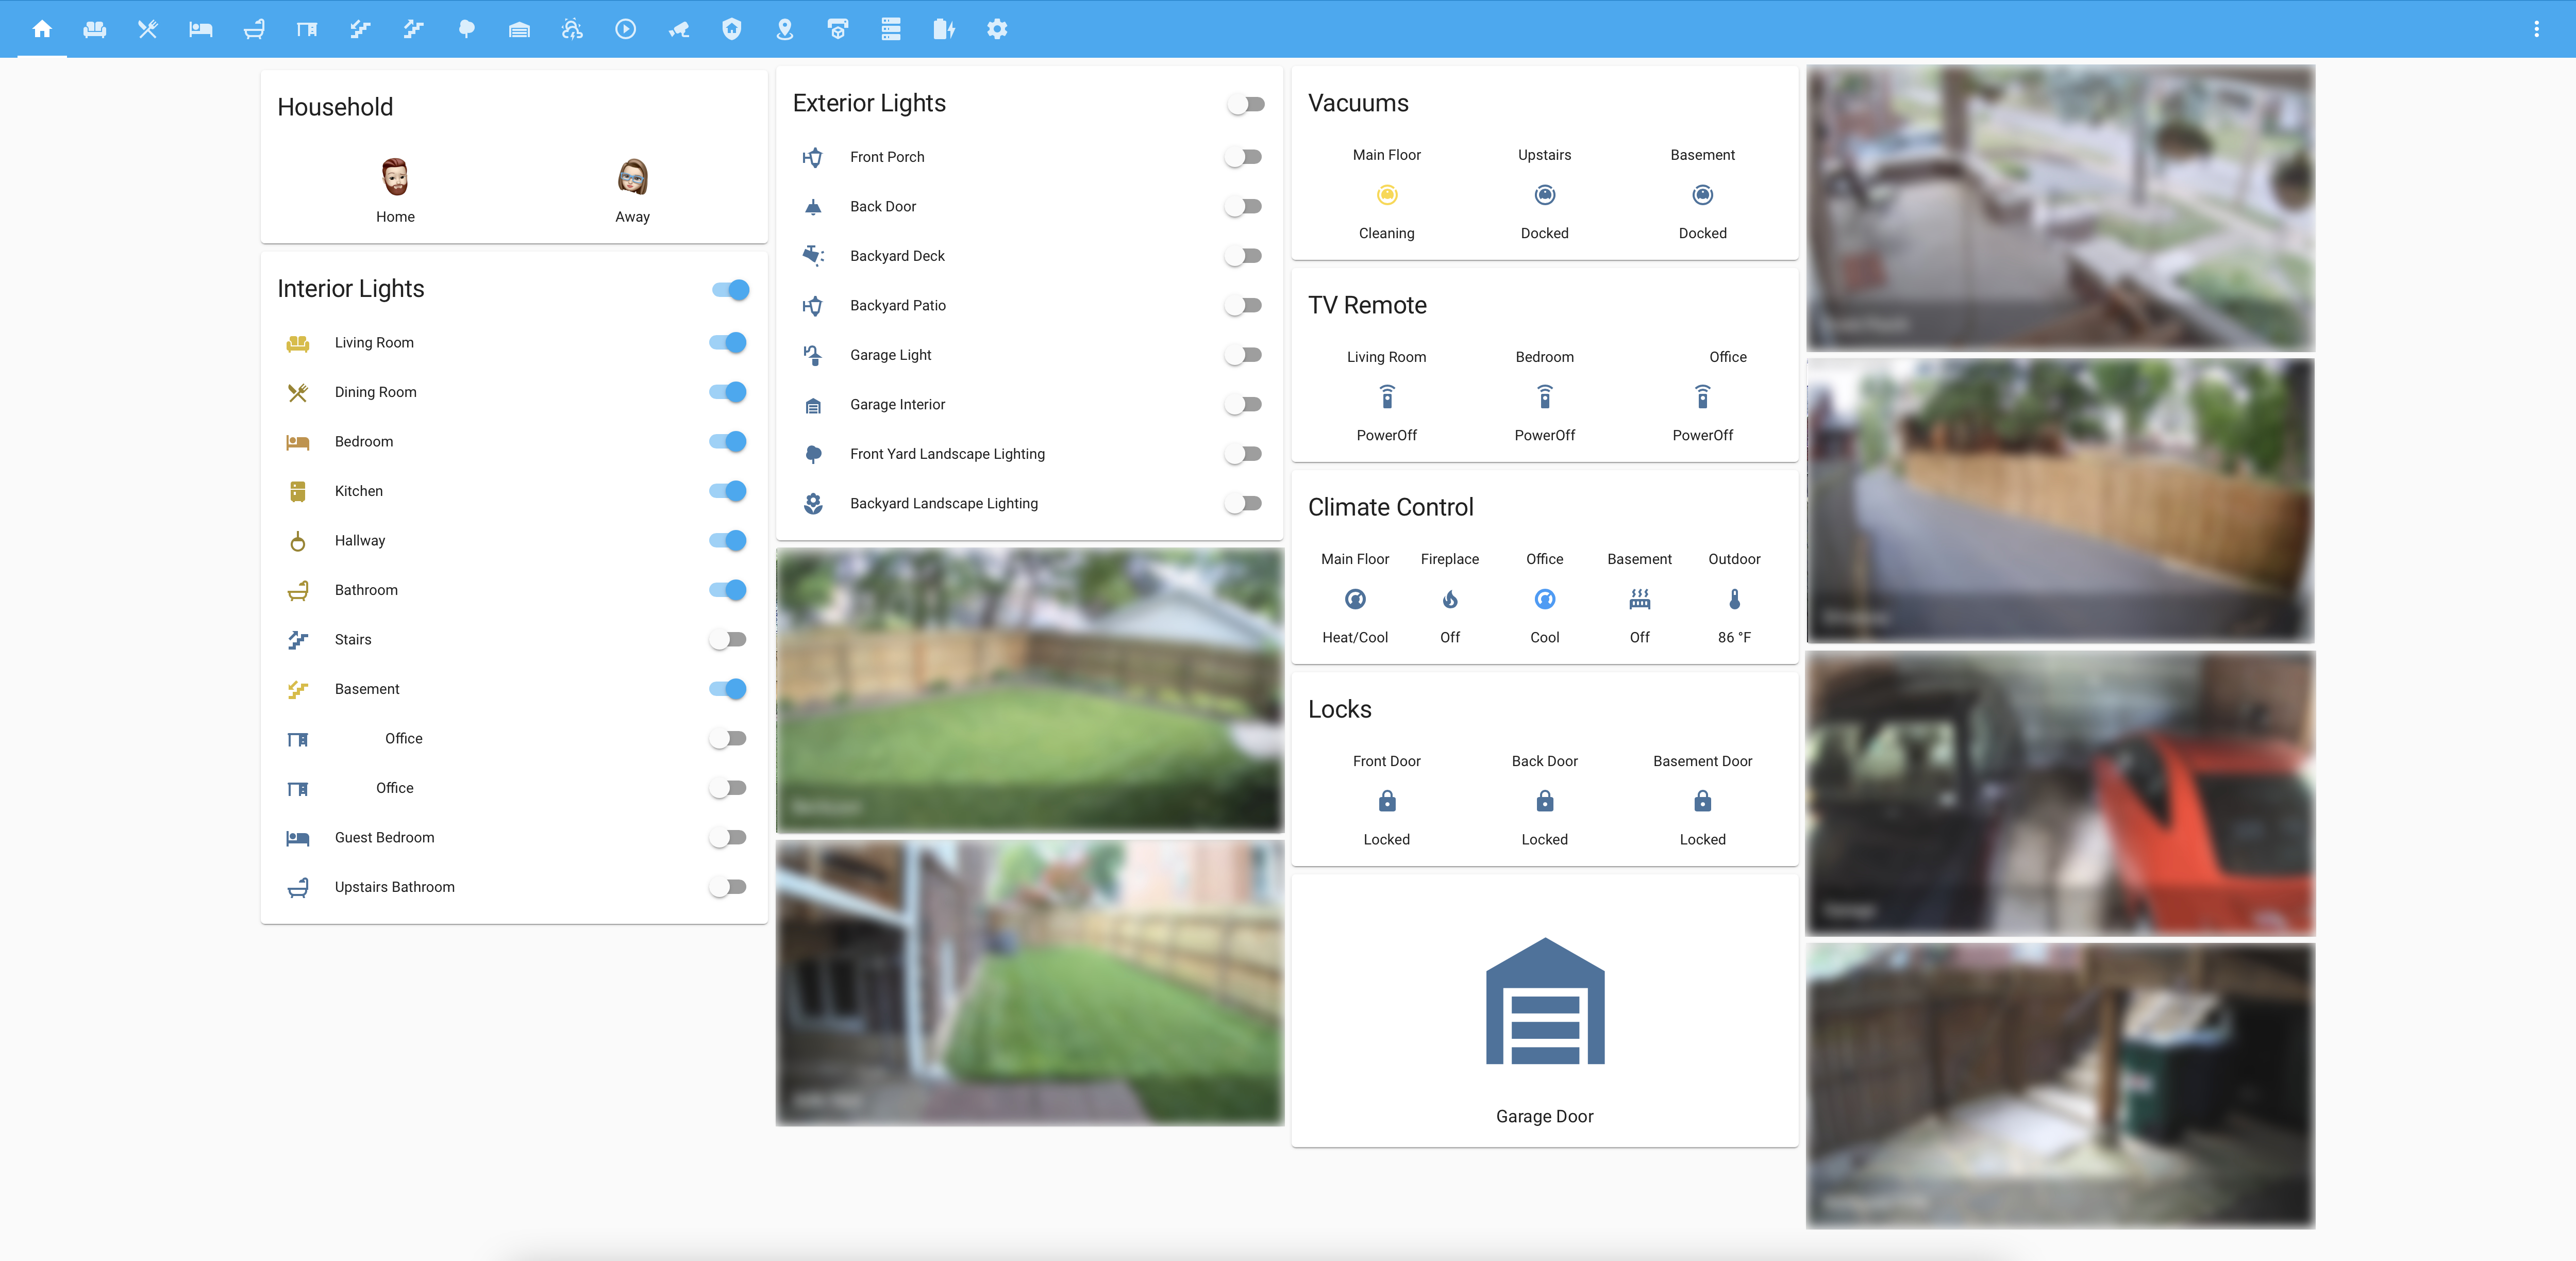 Household
Home
Away
Interior Lights
Living Room
Dining Room
Bedroom
Kitchen
Hallway
Bathroom
Stairs
Basement
Office
Office
Guest Bedroom
Upstairs Bathroom
Exterior Lights
Front Porch
Back Door
Backyard Deck
Backyard Patio
Garage Light
Garage Interior
Front Yard Landscape Lighting
Backyard Landscape Lighting
Vacuums
Main Floor Upstairs Basement
Cleaning Docked Docked
TV Remote
Living Room Bedroom Office
PowerOff PowerOff PowerOff
Climate Control
Main Floor Fireplace Office Basement Outdoor
Heat/Cool Off Cool Off 86 °F
Locks
Front Door Back Door Basement Door
Locked Locked Locked
Garage Door